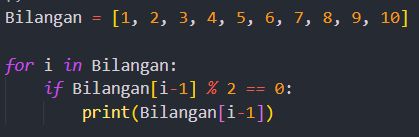 Bilangan = [1, 2, 3, 4, 5, 6, 7, 8, 9, 10]
for i in Bilangan:
    if Bilangan[i-1] % 2 == 0:
        print(Bilangan[i-1])